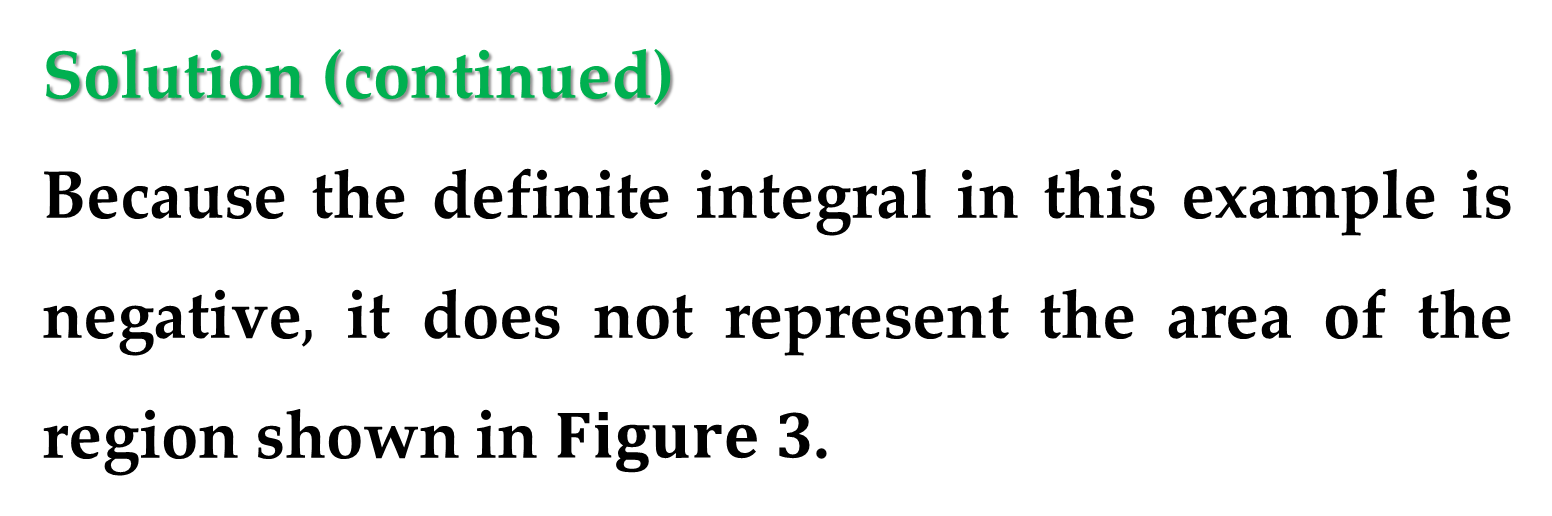 Solution (continued)
Because the definite integral in this example is
negative, it does not represent the area of the
region shown in Figure 3.